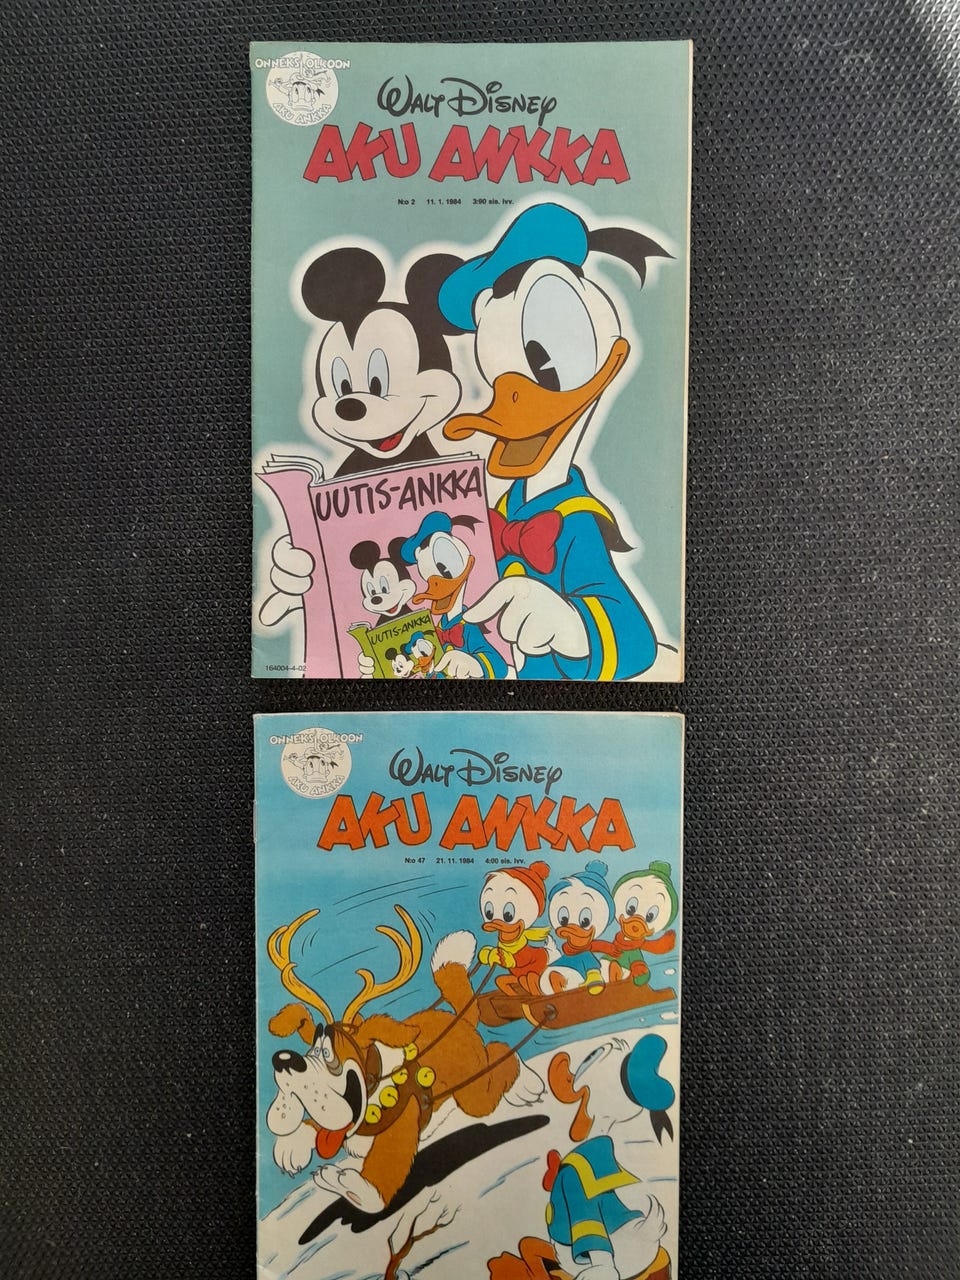 ONNEKS OLKOON
AKU ANKKA
WALT DISNEY
AKU ANKKA
N:o 2 11. 1. 1984 3:90 sis. lvv.
UUTIS-ANKKA
UUTIS-ANKKA
164004-4-02
ONNEKS OLKOON
AKU ANKKA
WALT DISNEY
AKU ANKKA
N:o 47 21. 11. 1984 4:00 sis. lvv.